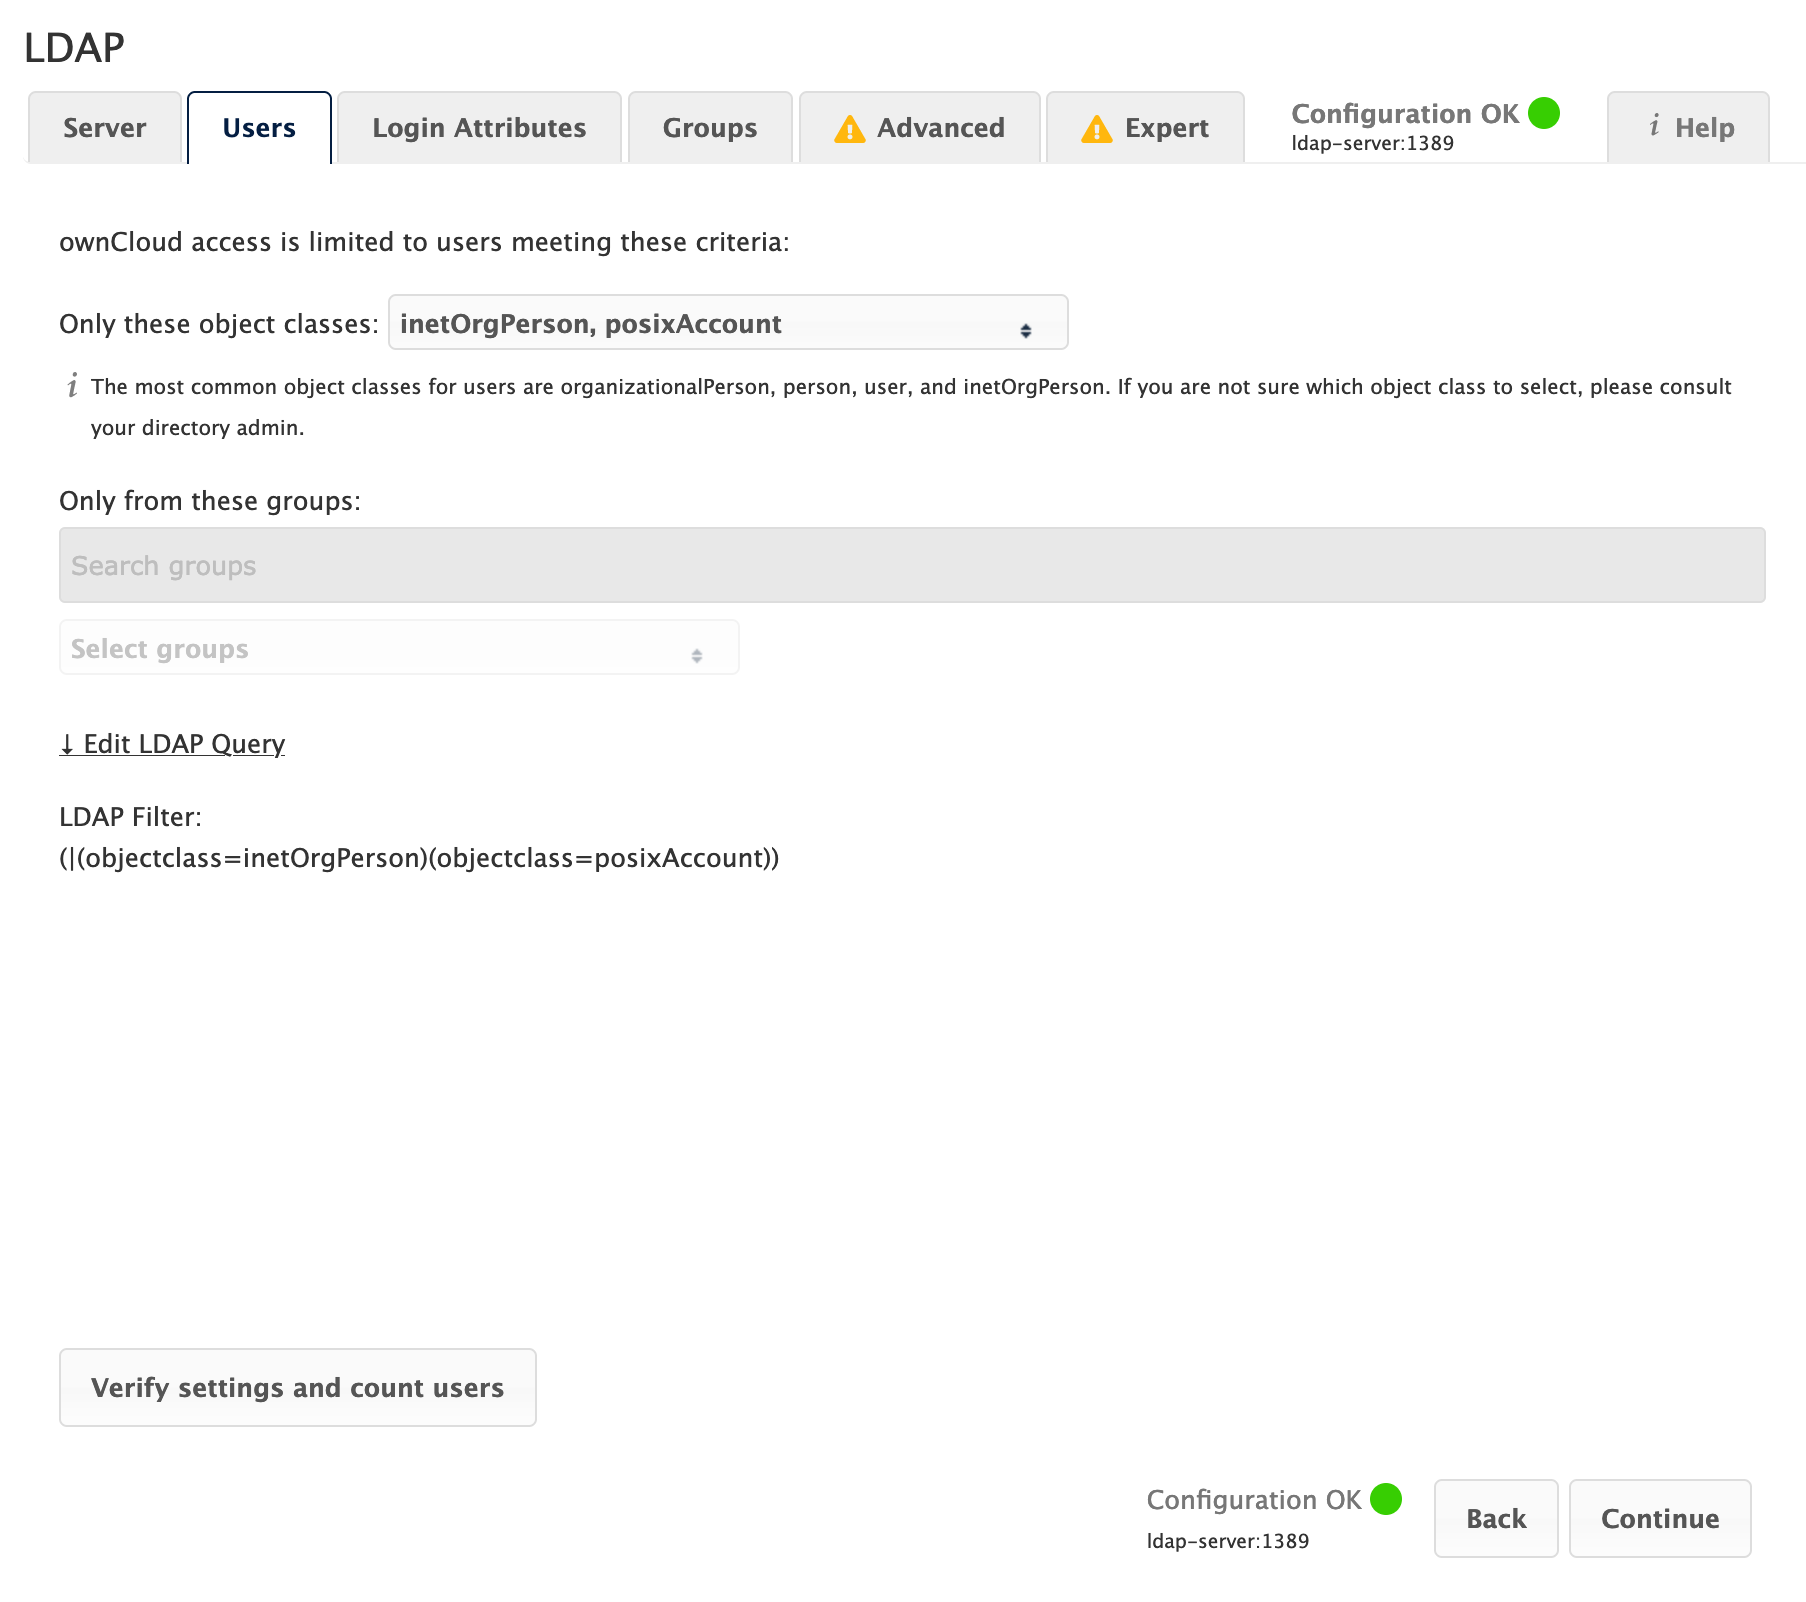 LDAP
Server
Users
Login Attributes
Groups
Advanced
Expert
Configuration OK
ldap-server:1389
i Help
ownCloud access is limited to users meeting these criteria:
Only these object classes: inetOrgPerson, posixAccount
i The most common object classes for users are organizationalPerson, person, user, and inetOrgPerson. If you are not sure which object class to select, please consult
your directory admin.
Only from these groups:
Search groups
Select groups
↓ Edit LDAP Query
LDAP Filter:
(|(objectclass=inetOrgPerson)(objectclass=posixAccount))
Verify settings and count users
Configuration OK
ldap-server:1389
Back
Continue